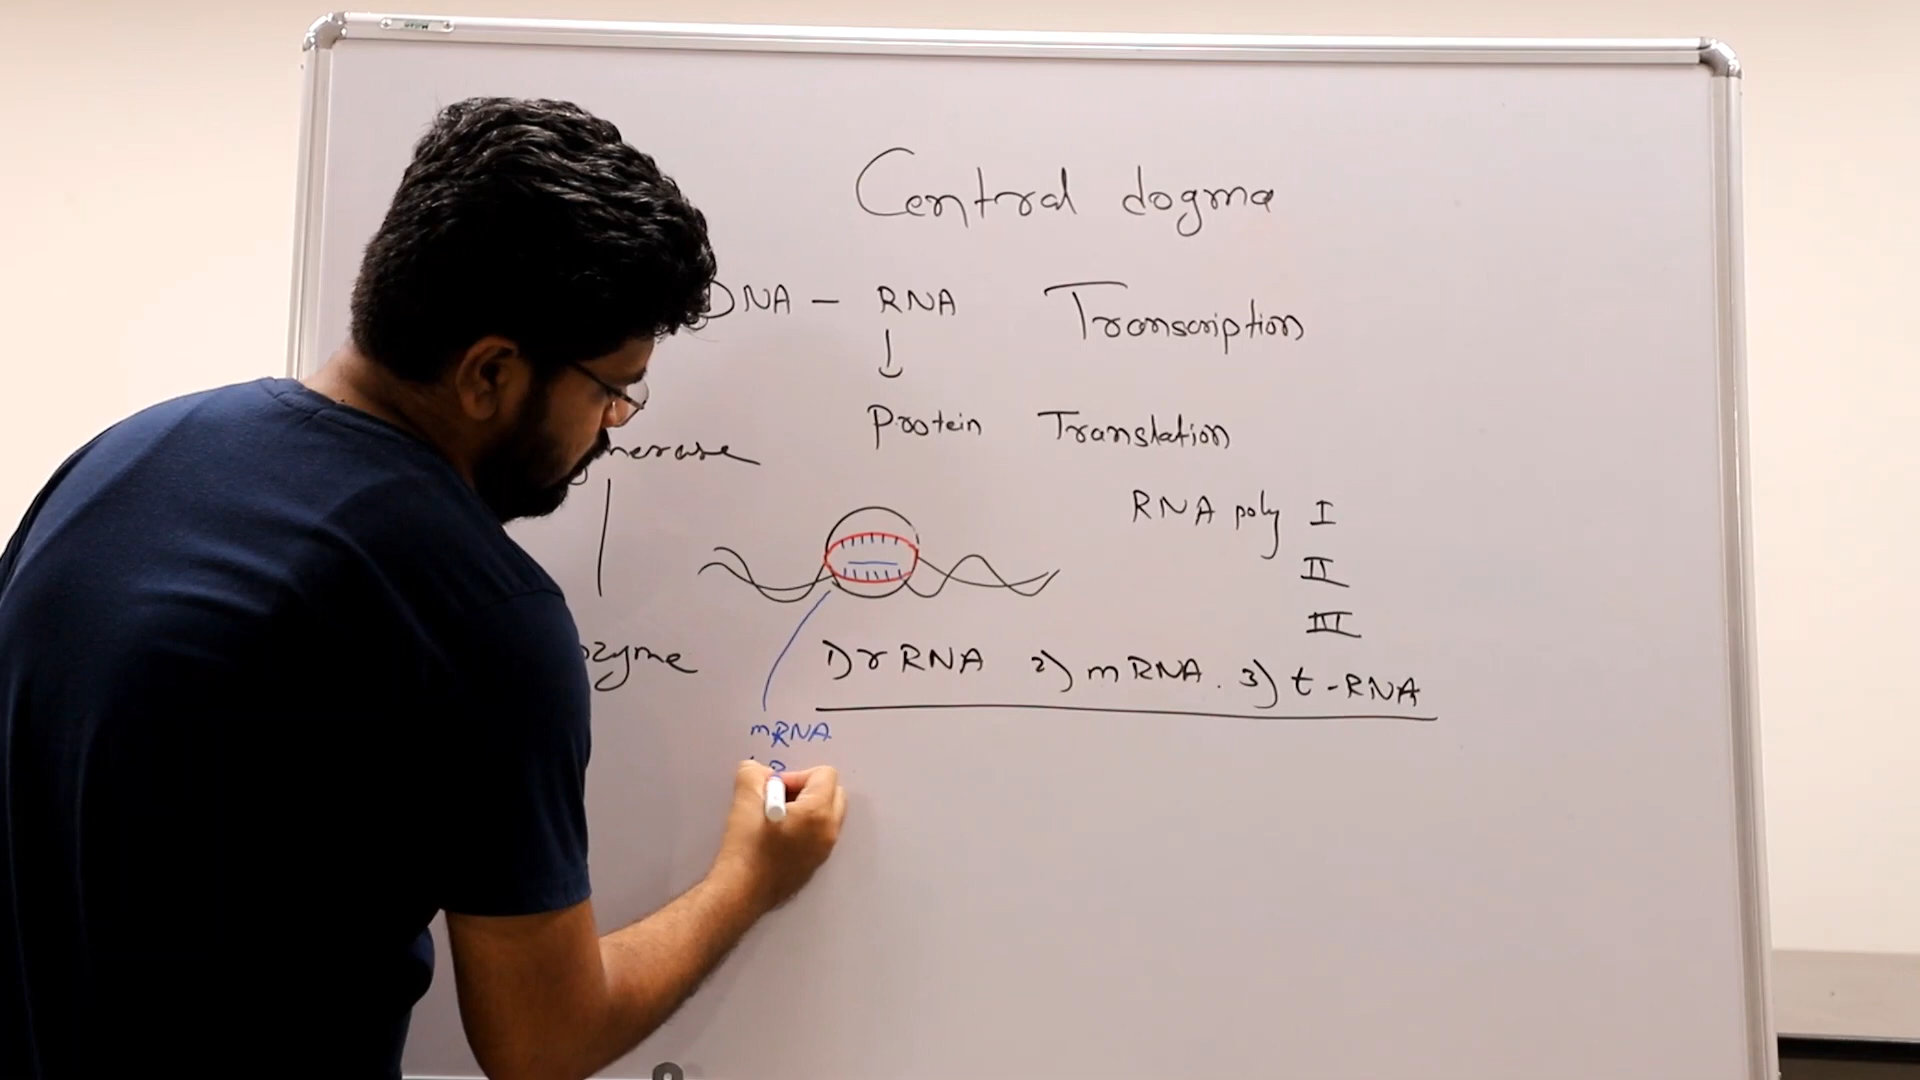 Central dogma
DNA - RNA Transcription
Protein Translation
RNA poly I
II
III
1) rRNA 2) mRNA. 3) t-RNA
mRNA